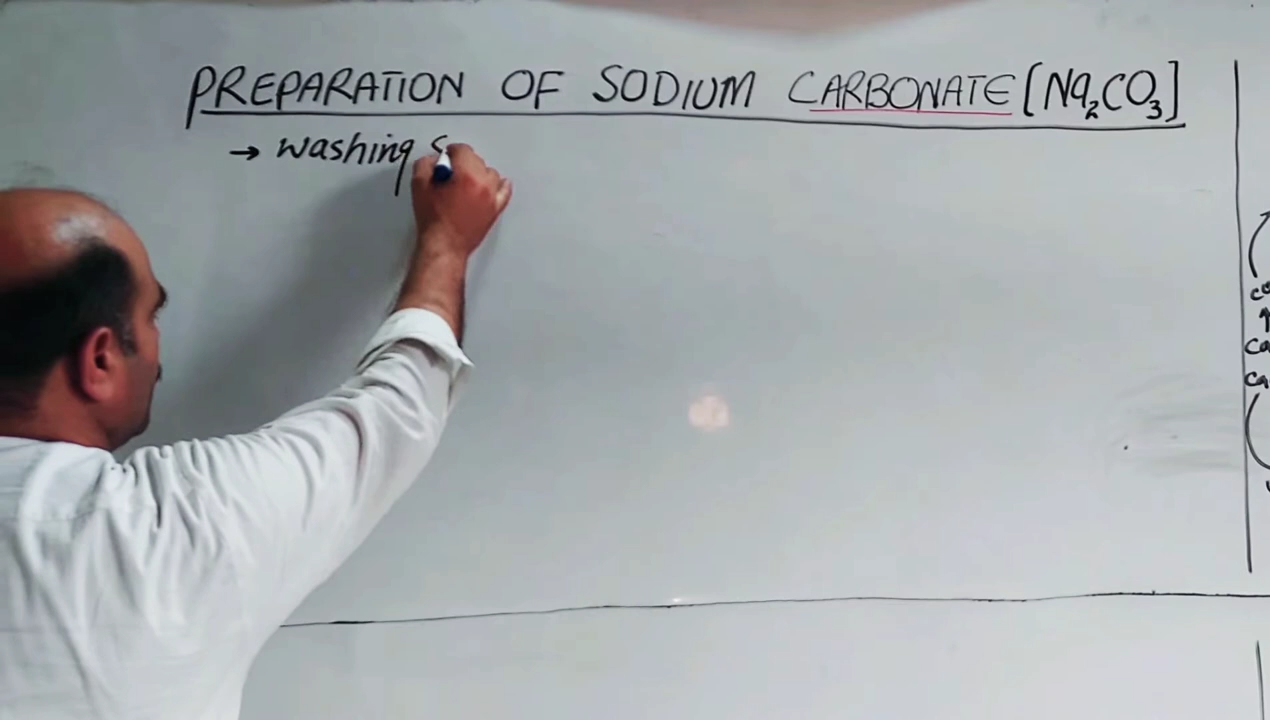 PREPARATION OF SODIUM CARBONATE [Na₂CO₃]
→ washing s